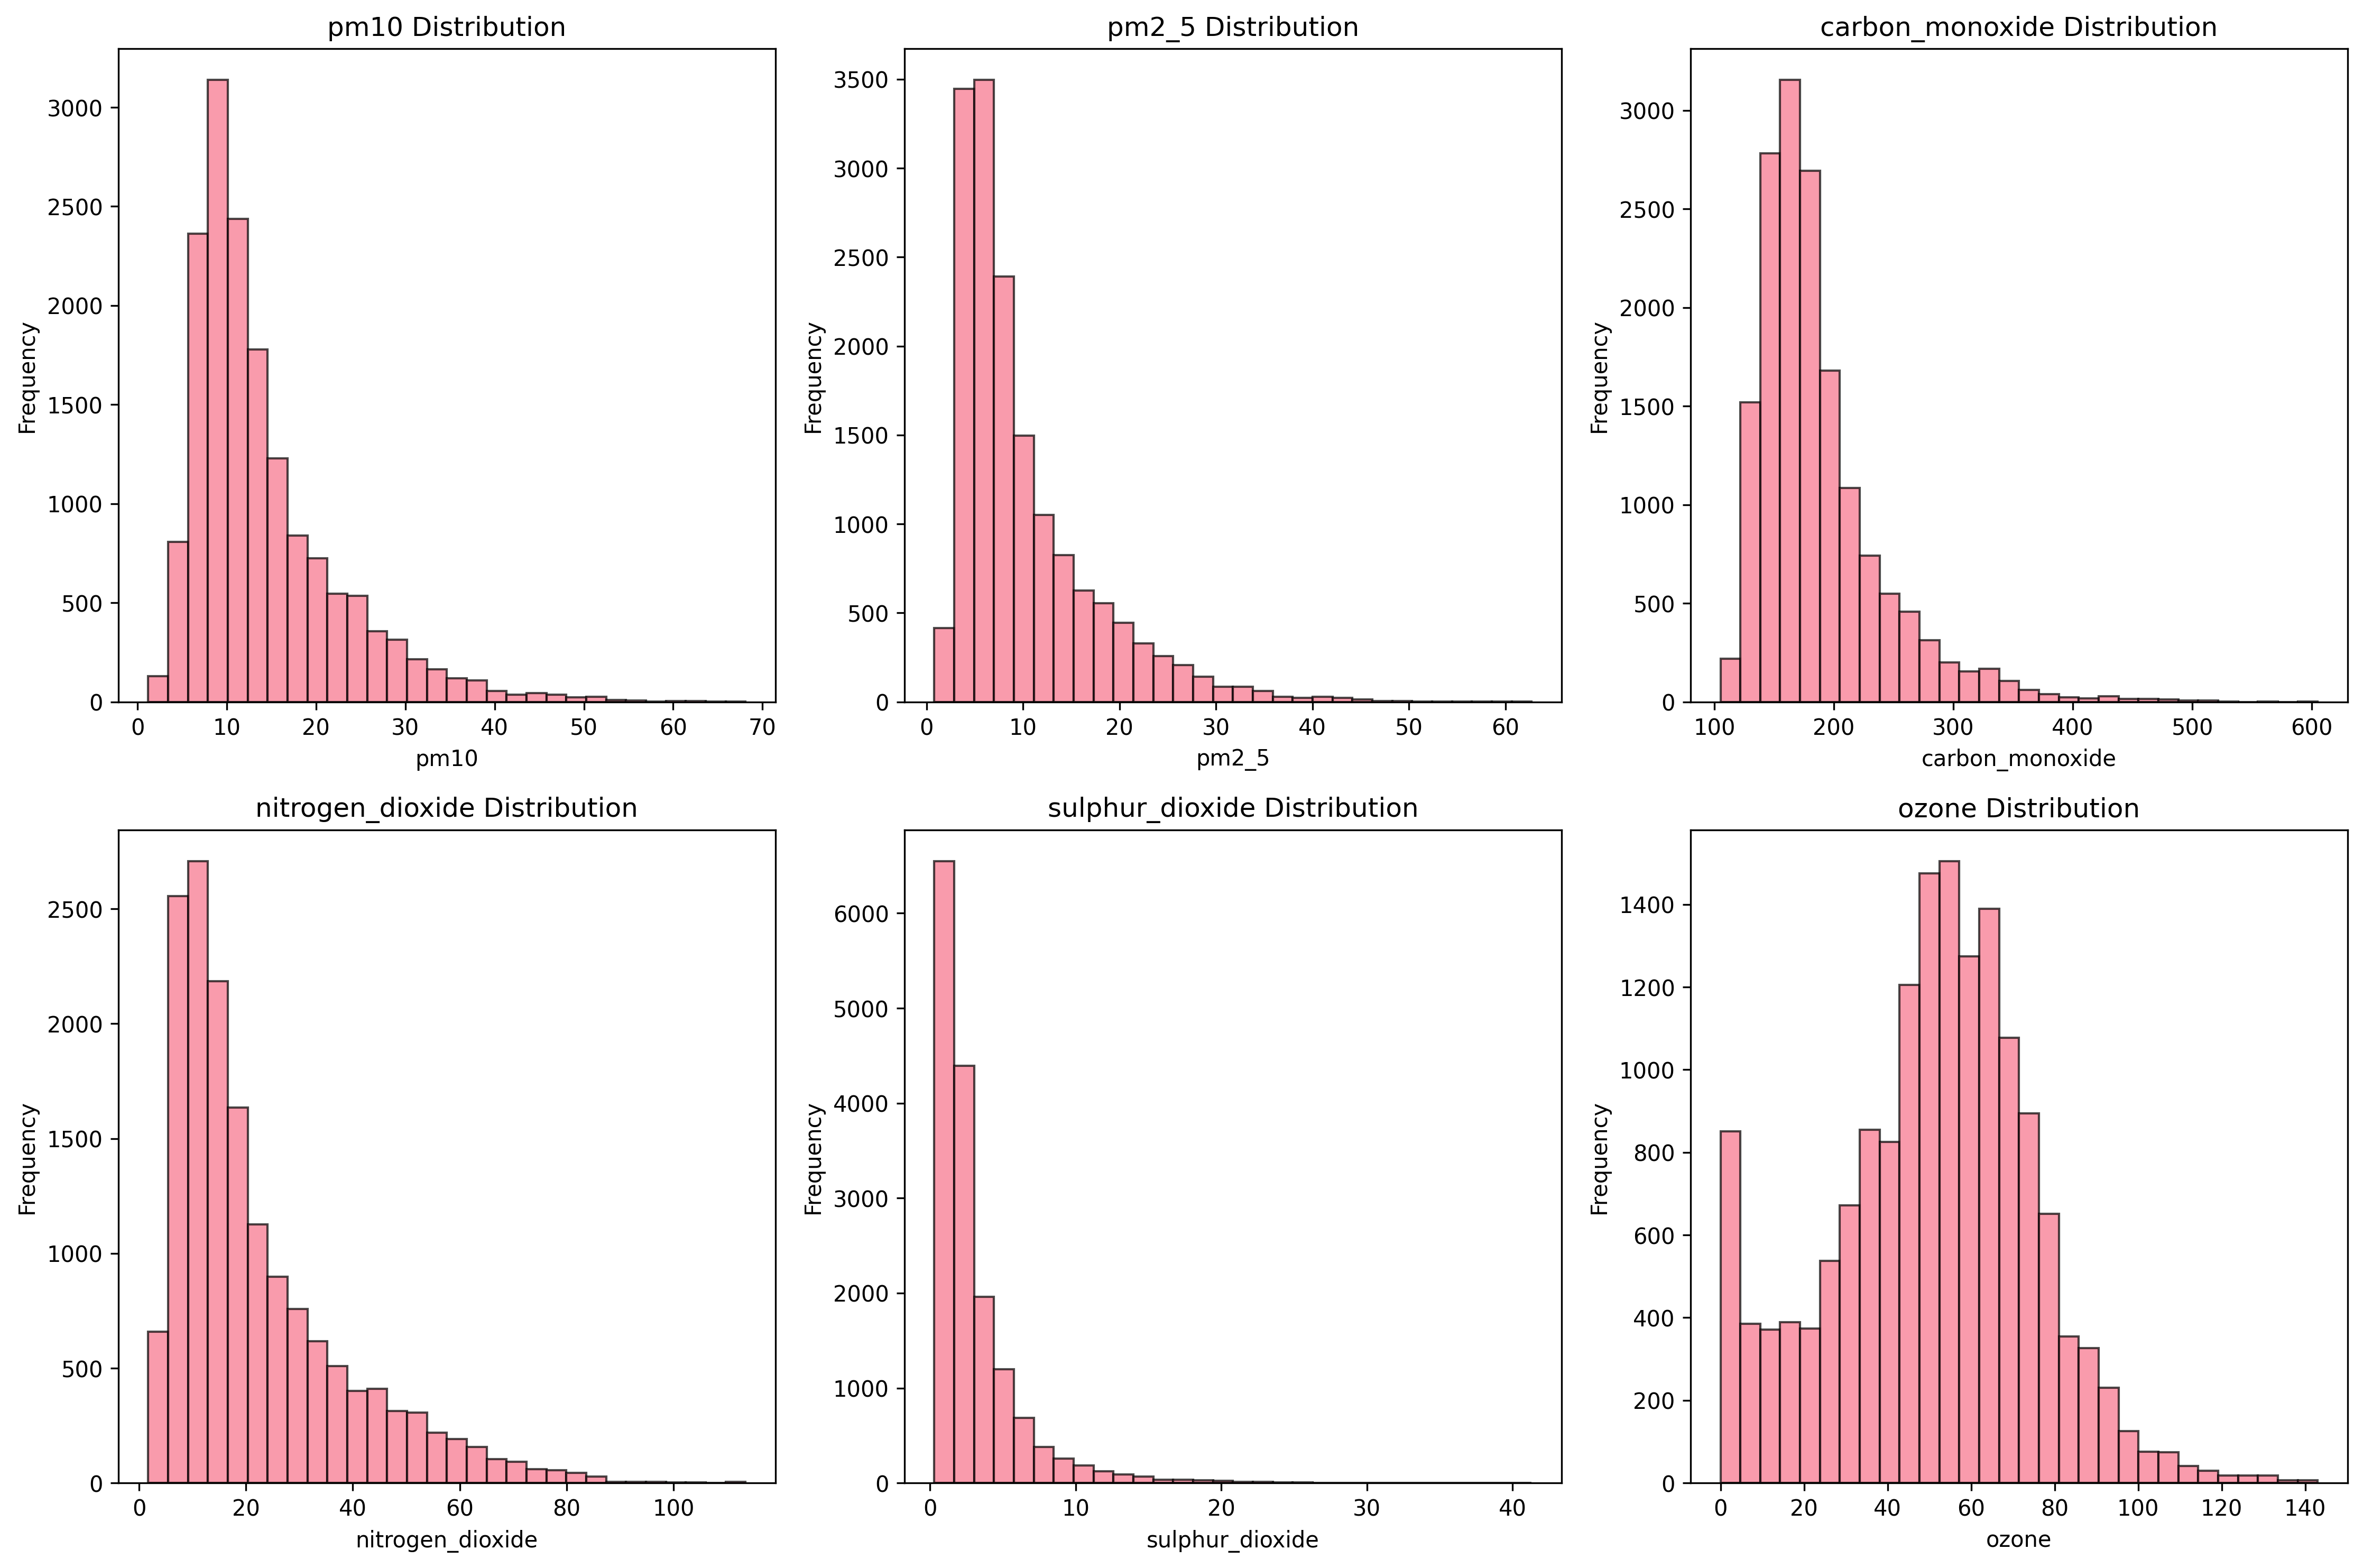 pm10 Distribution
3000
2500
2000
1500
1000
500
0
Frequency
0 10 20 30 40 50 60 70
pm10
pm2_5 Distribution
3500
3000
2500
2000
1500
1000
500
0
Frequency
0 10 20 30 40 50 60
pm2_5
carbon_monoxide Distribution
3000
2500
2000
1500
1000
500
0
Frequency
100 200 300 400 500 600
carbon_monoxide
nitrogen_dioxide Distribution
2500
2000
1500
1000
500
0
Frequency
0 20 40 60 80 100
nitrogen_dioxide
sulphur_dioxide Distribution
6000
5000
4000
3000
2000
1000
0
Frequency
0 10 20 30 40
sulphur_dioxide
ozone Distribution
1400
1200
1000
800
600
400
200
0
Frequency
0 20 40 60 80 100 120 140
ozone